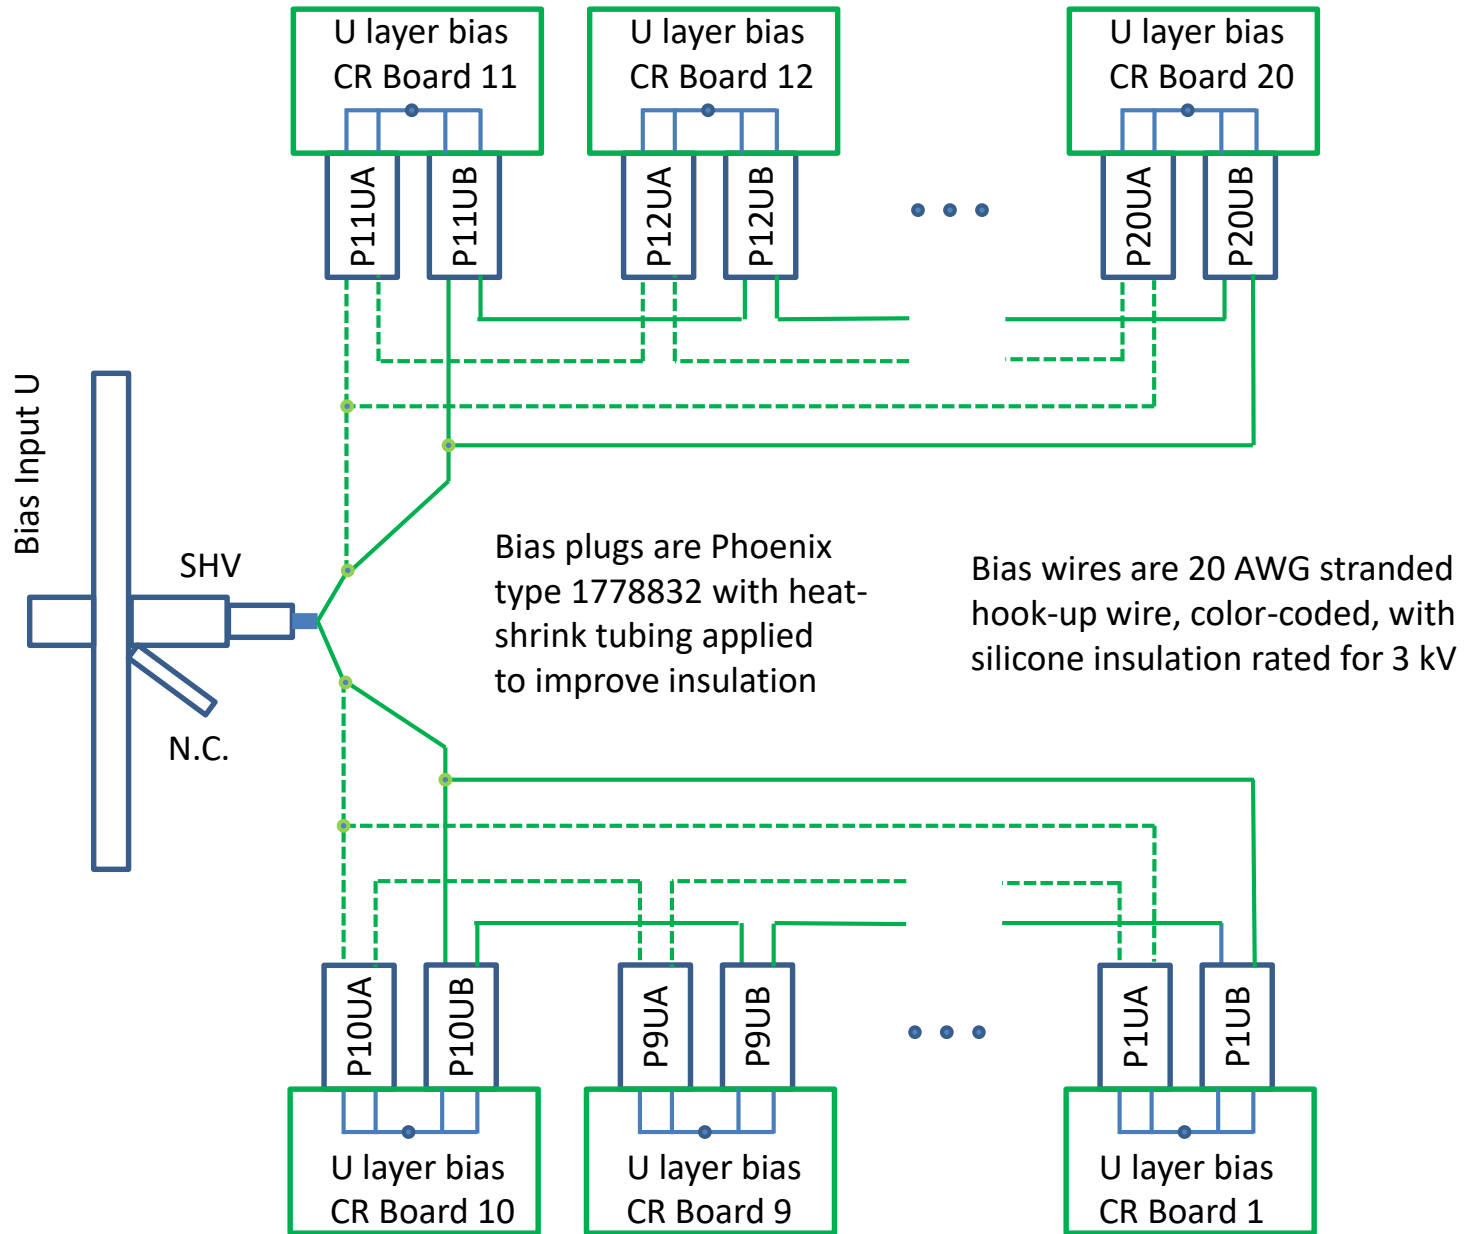 U layer bias
CR Board 11
U layer bias
CR Board 12
U layer bias
CR Board 20
P11UA
P11UB
P12UA
P12UB
P20UA
P20UB
Bias Input U
SHV
N.C.
Bias plugs are Phoenix
type 1778832 with heat-
shrink tubing applied
to improve insulation
Bias wires are 20 AWG stranded
hook-up wire, color-coded, with
silicone insulation rated for 3 kV
P10UA
P10UB
P9UA
P9UB
P1UA
P1UB
U layer bias
CR Board 10
U layer bias
CR Board 9
U layer bias
CR Board 1